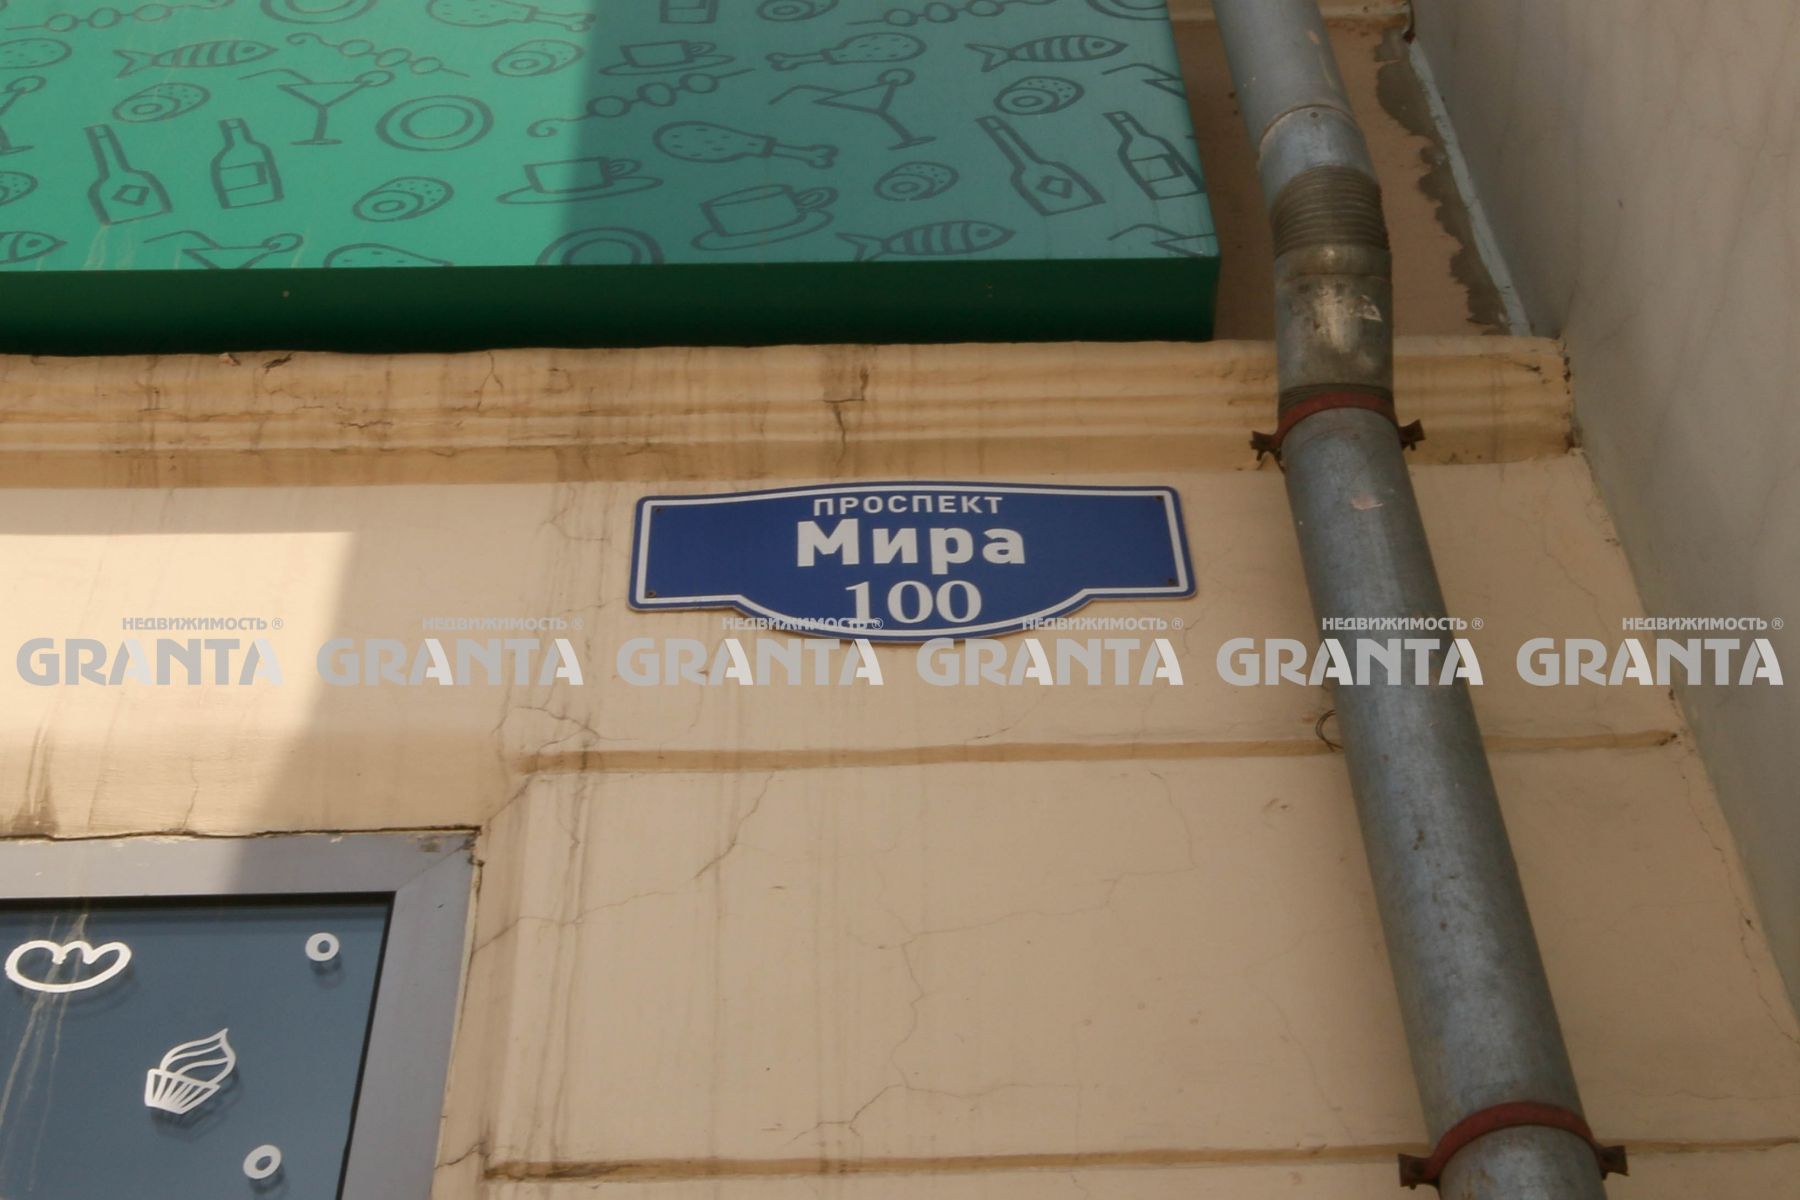 ПРОСПЕКТ
Мира
100
НЕДВИЖИМОСТЬ ® НЕДВИЖИМОСТЬ ® НЕДВИЖИМОСТЬ ® НЕДВИЖИМОСТЬ ® НЕДВИЖИМОСТЬ ® НЕДВИЖИМОСТЬ ®
GRANTA GRANTA GRANTA GRANTA GRANTA GRANTA